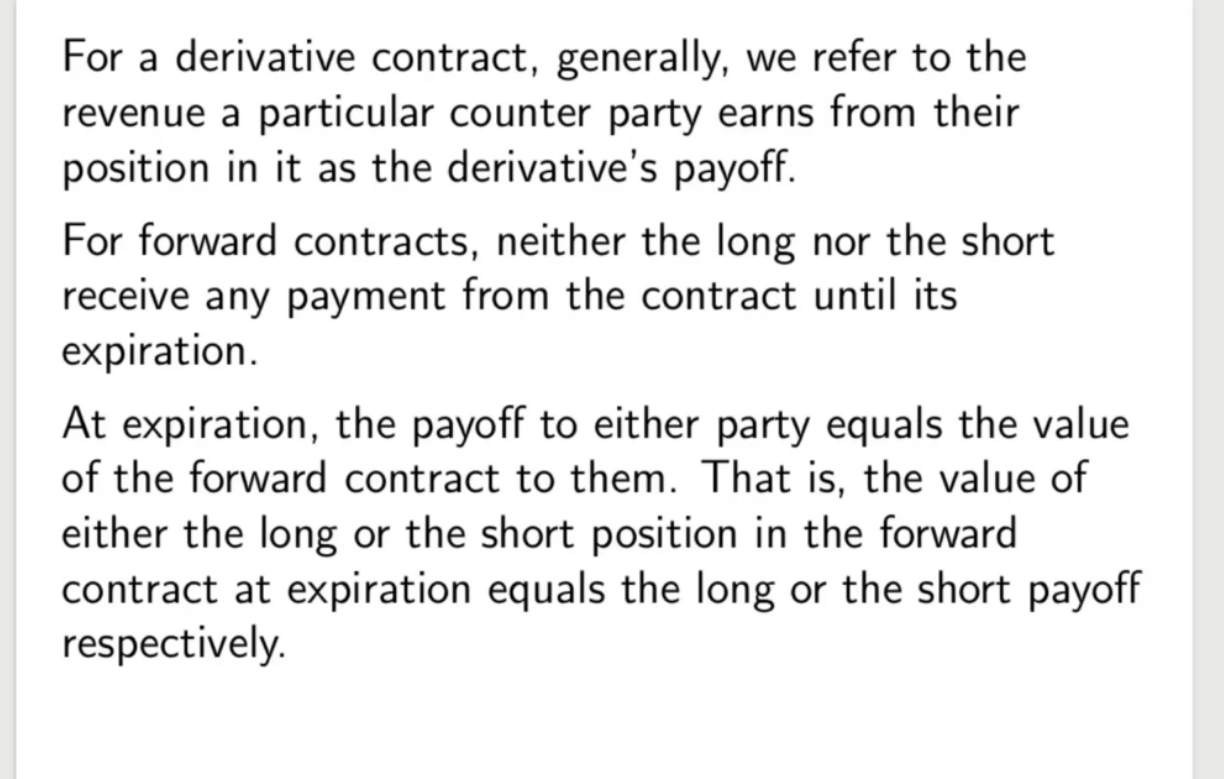 For a derivative contract, generally, we refer to the
revenue a particular counter party earns from their
position in it as the derivative's payoff.
For forward contracts, neither the long nor the short
receive any payment from the contract until its
expiration.
At expiration, the payoff to either party equals the value
of the forward contract to them. That is, the value of
either the long or the short position in the forward
contract at expiration equals the long or the short payoff
respectively.